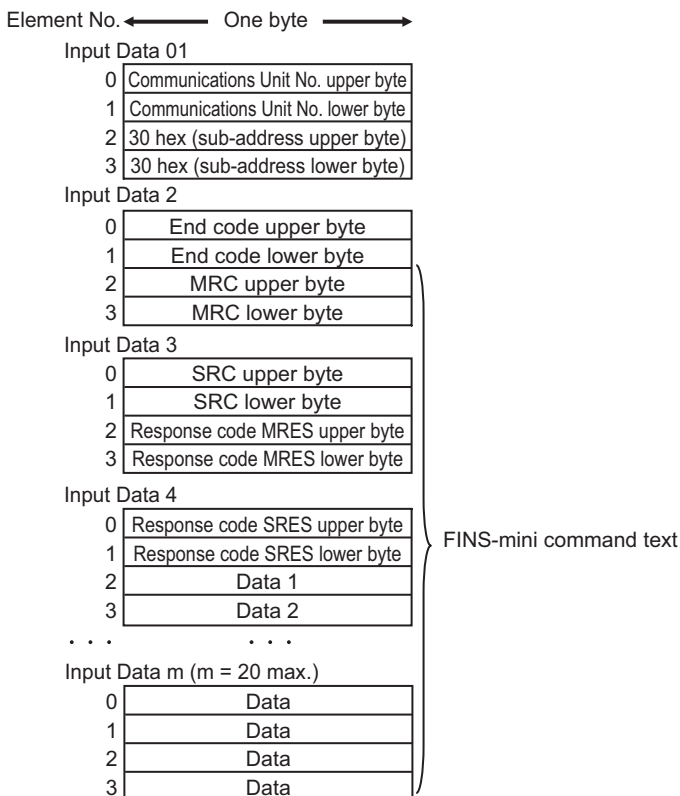 Element No. One byte
Input Data 01
0 Communications Unit No. upper byte
1 Communications Unit No. lower byte
2 30 hex (sub-address upper byte)
3 30 hex (sub-address lower byte)
Input Data 2
0 End code upper byte
1 End code lower byte
2 MRC upper byte
3 MRC lower byte
Input Data 3
0 SRC upper byte
1 SRC lower byte
2 Response code MRES upper byte
3 Response code MRES lower byte
Input Data 4
0 Response code SRES upper byte
1 Response code SRES lower byte
FINS-mini command text
2 Data 1
3 Data 2
· · · · · ·
Input Data m (m = 20 max.)
0 Data
1 Data
2 Data
3 Data